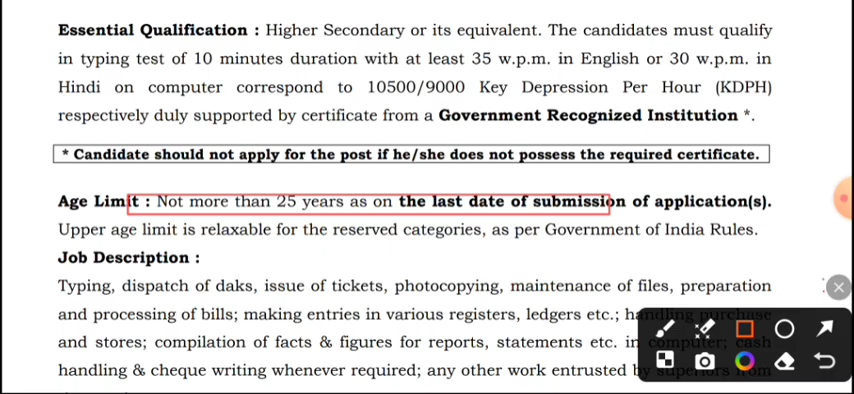 Essential Qualification : Higher Secondary or its equivalent. The candidates must qualify
in typing test of 10 minutes duration with at least 35 w.p.m. in English or 30 w.p.m. in
Hindi on computer correspond to 10500/9000 Key Depression Per Hour (KDPH)
respectively duly supported by certificate from a Government Recognized Institution *.
* Candidate should not apply for the post if he/she does not possess the required certificate.
Age Limit : Not more than 25 years as on the last date of submission of application(s).
Upper age limit is relaxable for the reserved categories, as per Government of India Rules.
Job Description :
Typing, dispatch of daks, issue of tickets, photocopying, maintenance of files, preparation
and processing of bills; making entries in various registers, ledgers etc.; handling purchase
and stores; compilation of facts & figures for reports, statements etc. in computer; cash
handling & cheque writing whenever required; any other work entrusted by superiors from